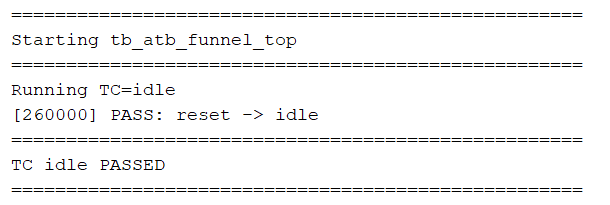 ====================================================
Starting tb_atb_funnel_top
====================================================
Running TC=idle
[260000] PASS: reset -> idle
====================================================
TC idle PASSED
====================================================